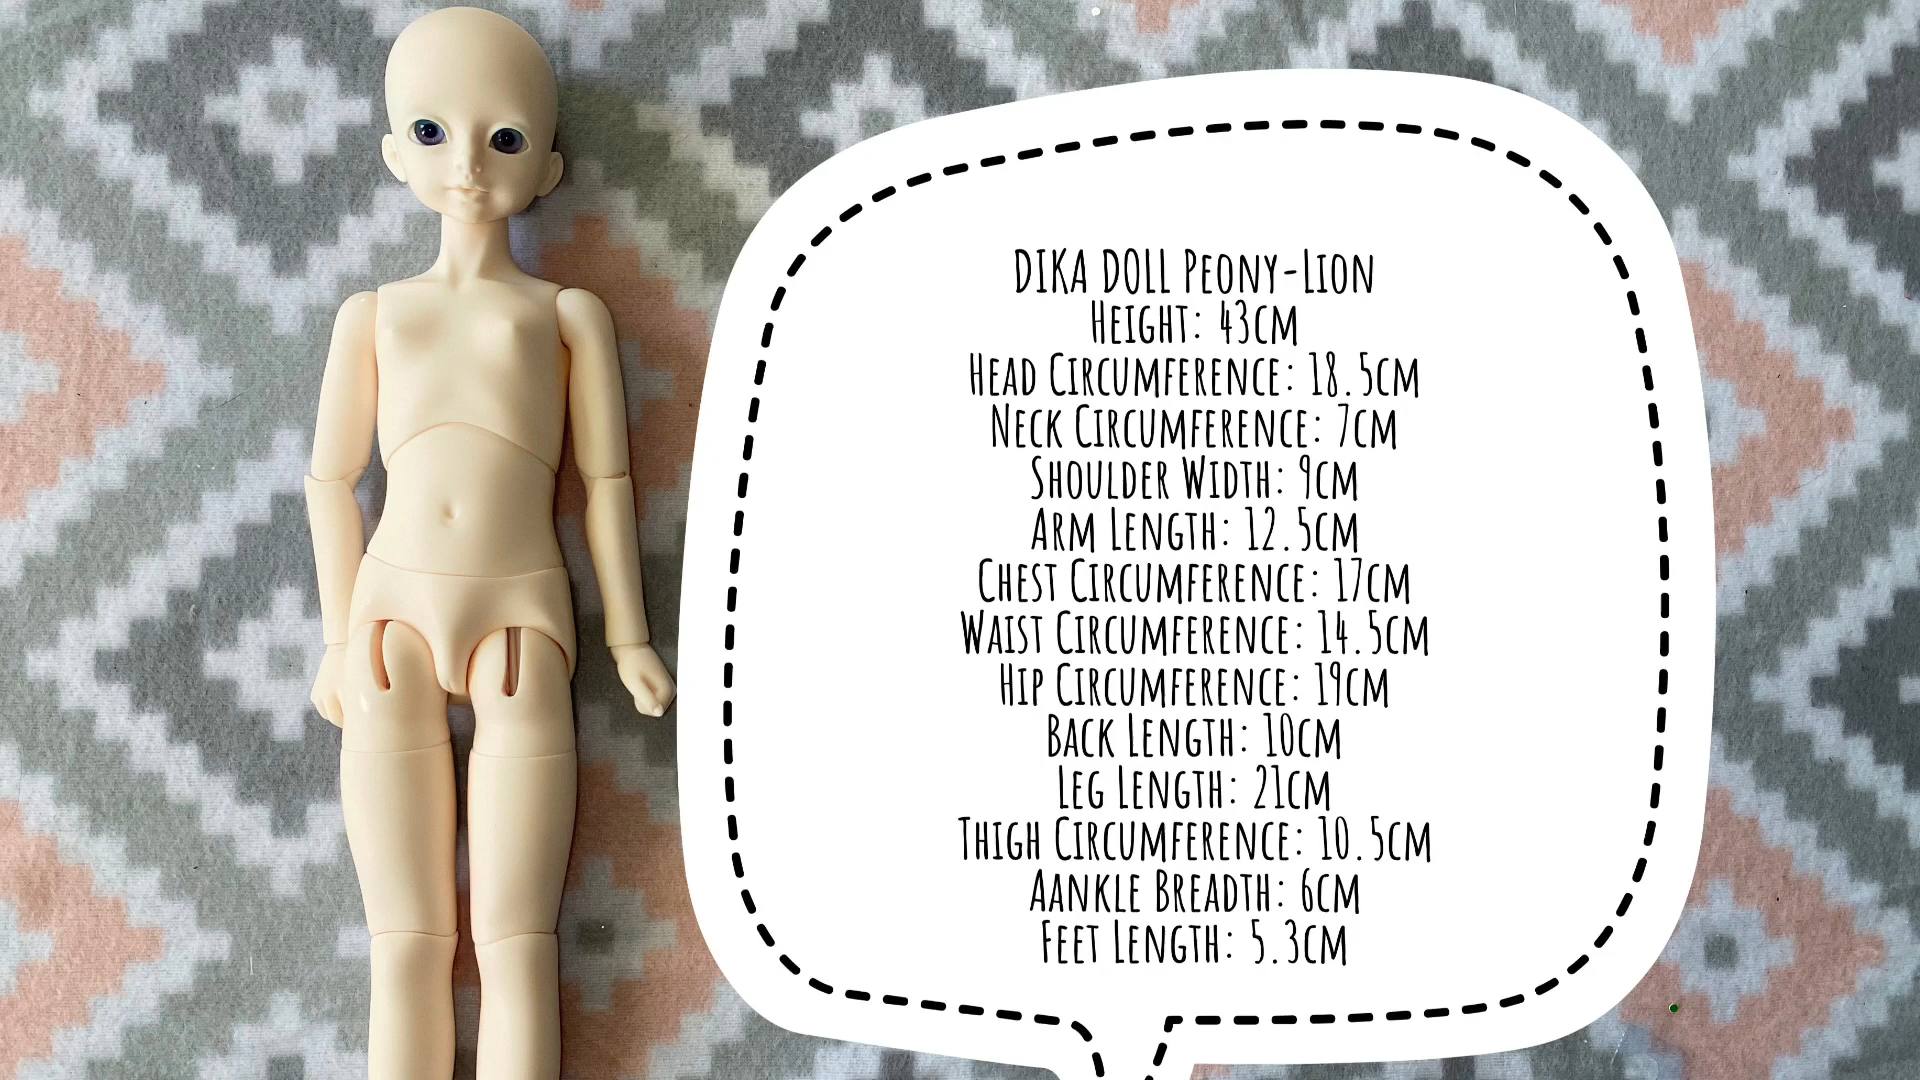 DIKA DOLL Peony-Lion
Height: 43cm
Head Circumference: 18.5cm
Neck Circumference: 7cm
Shoulder Width: 9cm
Arm Length: 12.5cm
Chest Circumference: 17cm
Waist Circumference: 14.5cm
Hip Circumference: 19cm
Back Length: 10cm
Leg Length: 21cm
Thigh Circumference: 10.5cm
Aankle Breadth: 6cm
Feet Length: 5.3cm